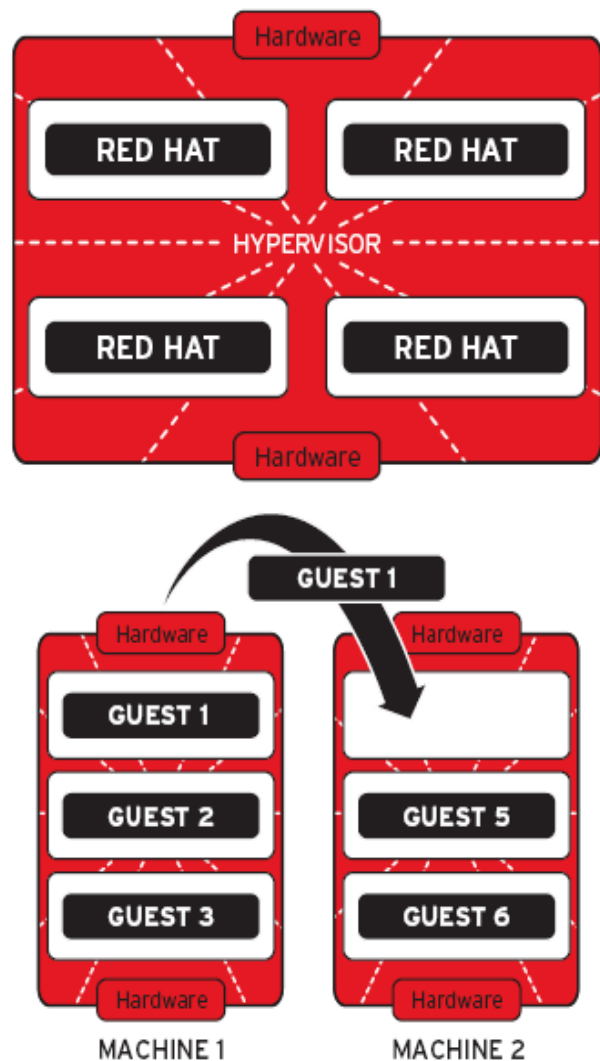 Hardware
RED HAT RED HAT
HYPERVISOR
RED HAT RED HAT
Hardware
GUEST 1
Hardware Hardware
GUEST 1
GUEST 2 GUEST 5
GUEST 3 GUEST 6
Hardware Hardware
MACHINE 1 MACHINE 2